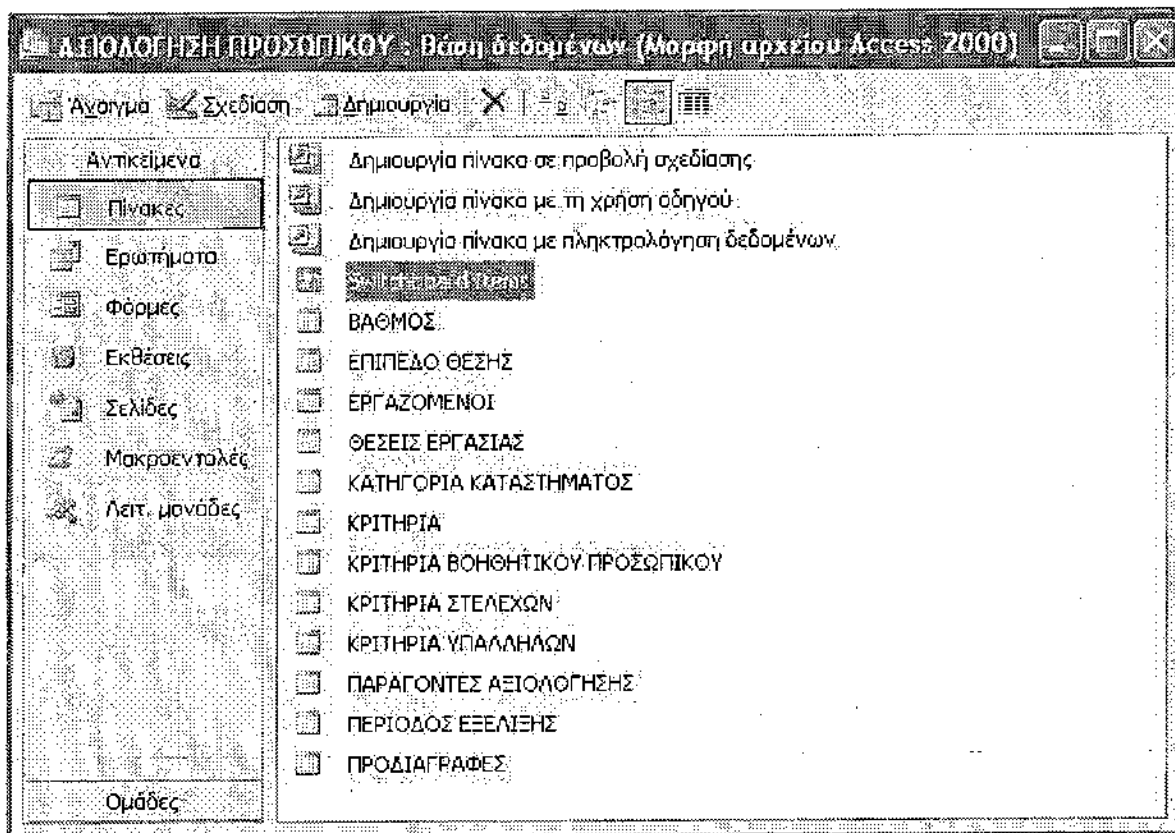 ΑΞΙΟΛΟΓΗΣΗ ΠΡΟΣΩΠΙΚΟΥ : Βάση δεδομένων (Μορφή αρχείου Access 2000)
Άνοιγμα Σχεδίαση Δημιουργία
Αντικείμενα
Πίνακες
Ερωτήματα
Φόρμες
Εκθέσεις
Σελίδες
Μακροεντολές
Λειτ. μονάδες
Ομάδες
Δημιουργία πίνακα σε προβολή σχεδίασης
Δημιουργία πίνακα με τη χρήση οδηγού
Δημιουργία πίνακα με πληκτρολόγηση δεδομένων
Switchboard Items
ΒΑΘΜΟΣ
ΕΠΙΠΕΔΟ ΘΕΣΗΣ
ΕΡΓΑΖΟΜΕΝΟΙ
ΘΕΣΕΙΣ ΕΡΓΑΣΙΑΣ
ΚΑΤΗΓΟΡΙΑ ΚΑΤΑΣΤΗΜΑΤΟΣ
ΚΡΙΤΗΡΙΑ
ΚΡΙΤΗΡΙΑ ΒΟΗΘΗΤΙΚΟΥ ΠΡΟΣΩΠΙΚΟΥ
ΚΡΙΤΗΡΙΑ ΣΤΕΛΕΧΩΝ
ΚΡΙΤΗΡΙΑ ΥΠΑΛΛΗΛΩΝ
ΠΑΡΑΓΟΝΤΕΣ ΑΞΙΟΛΟΓΗΣΗΣ
ΠΕΡΙΟΔΟΣ ΕΞΕΛΙΞΗΣ
ΠΡΟΔΙΑΓΡΑΦΕΣ